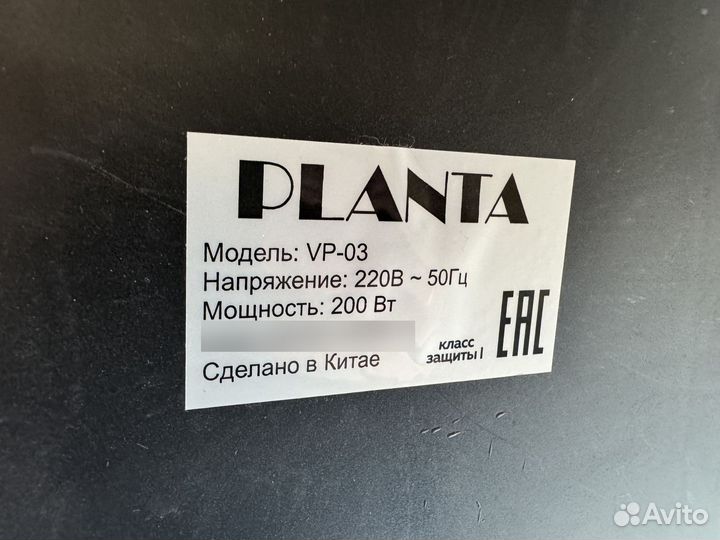 PLANTA
Модель: VP-03
Напряжение: 220В ~ 50Гц
Мощность: 200 Вт
Сделано в Китае
класс
защиты I
EAC
Avito